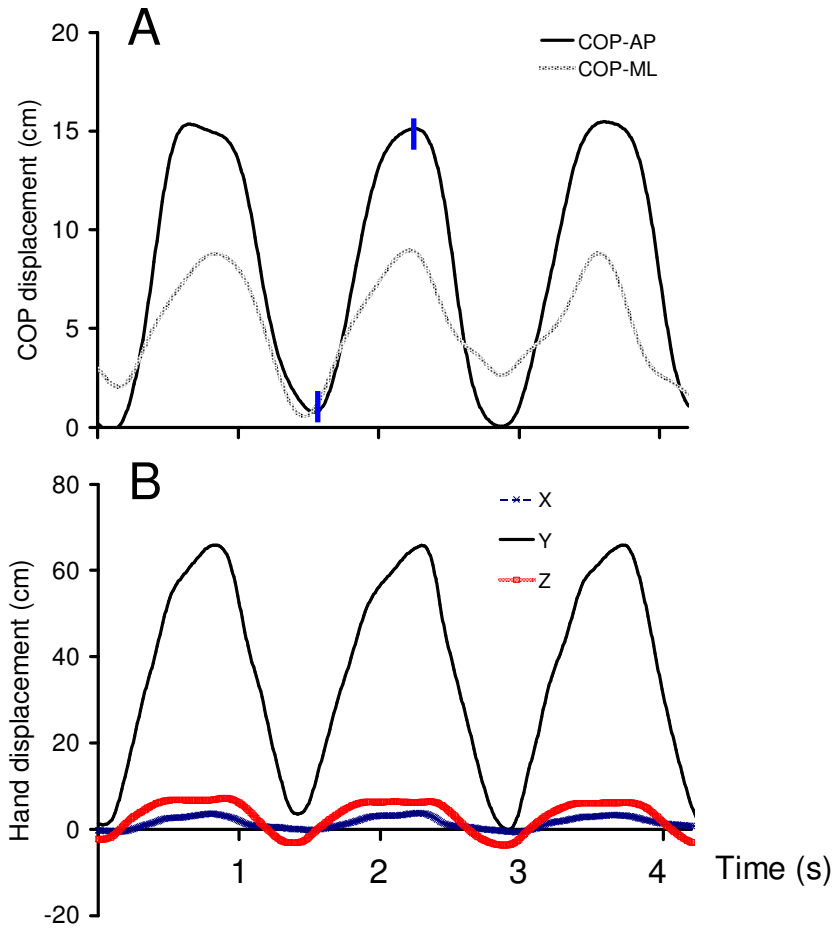 A
COP-AP
COP-ML
COP displacement (cm)
20
15
10
5
0
B
X
Y
Z
Hand displacement (cm)
80
60
40
20
0
-20
1 2 3 4 Time (s)